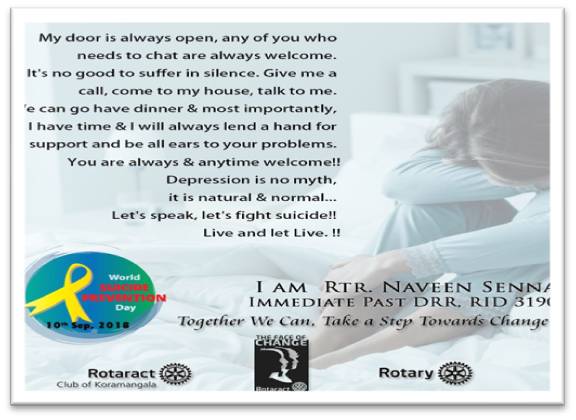 My door is always open, any of you who
needs to chat are always welcome.
It's no good to suffer in silence. Give me a
call, come to my house, talk to me.
e can go have dinner & most importantly,
I have time & I will always lend a hand for
support and be all ears to your problems.
You are always & anytime welcome!!
Depression is no myth,
it is natural & normal...
Let's speak, let's fight suicide!!
Live and let Live. !!
World
SUICIDE
PREVENTION
Day
10th Sep, 2018
I am Rtr. Naveen Senna
Immediate Past DRR, RID 3190
Together We Can, Take a Step Towards Change
Rotaract
Club of Koramangala
THE FACE OF
CHANGE
Rotaract
Rotary